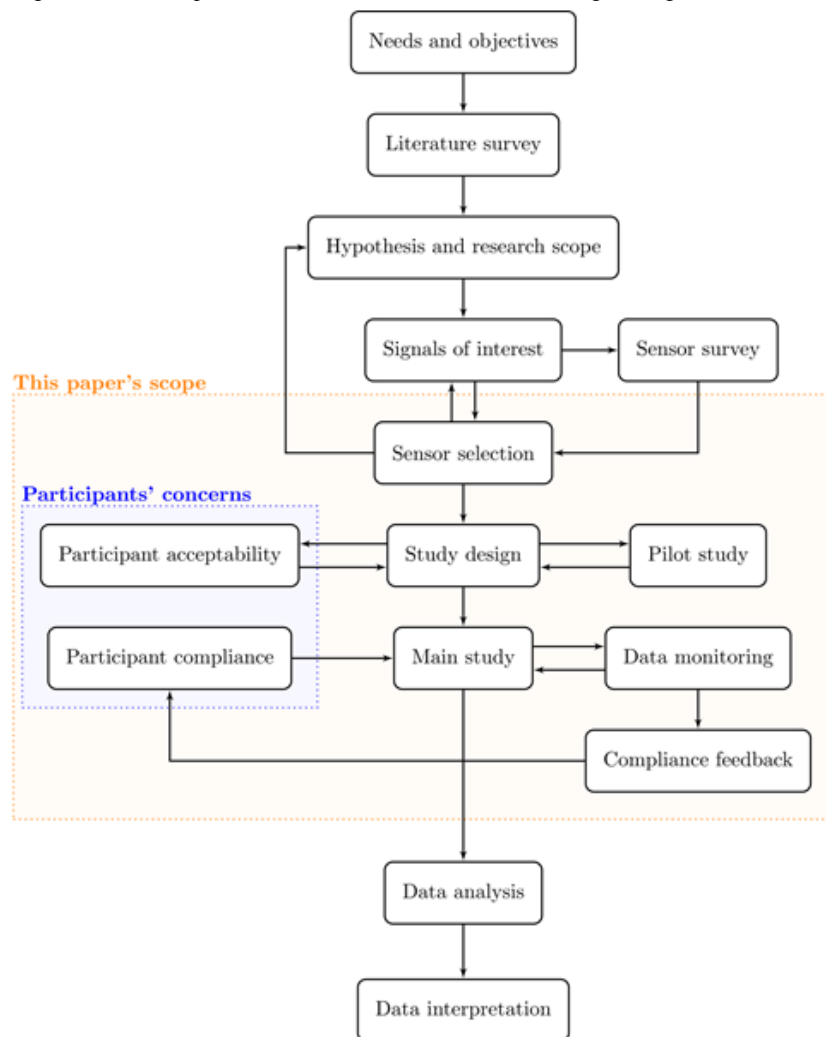 Needs and objectives
Literature survey
Hypothesis and research scope
Signals of interest
Sensor survey
This paper's scope
Sensor selection
Participants' concerns
Participant acceptability
Study design
Pilot study
Participant compliance
Main study
Data monitoring
Compliance feedback
Data analysis
Data interpretation